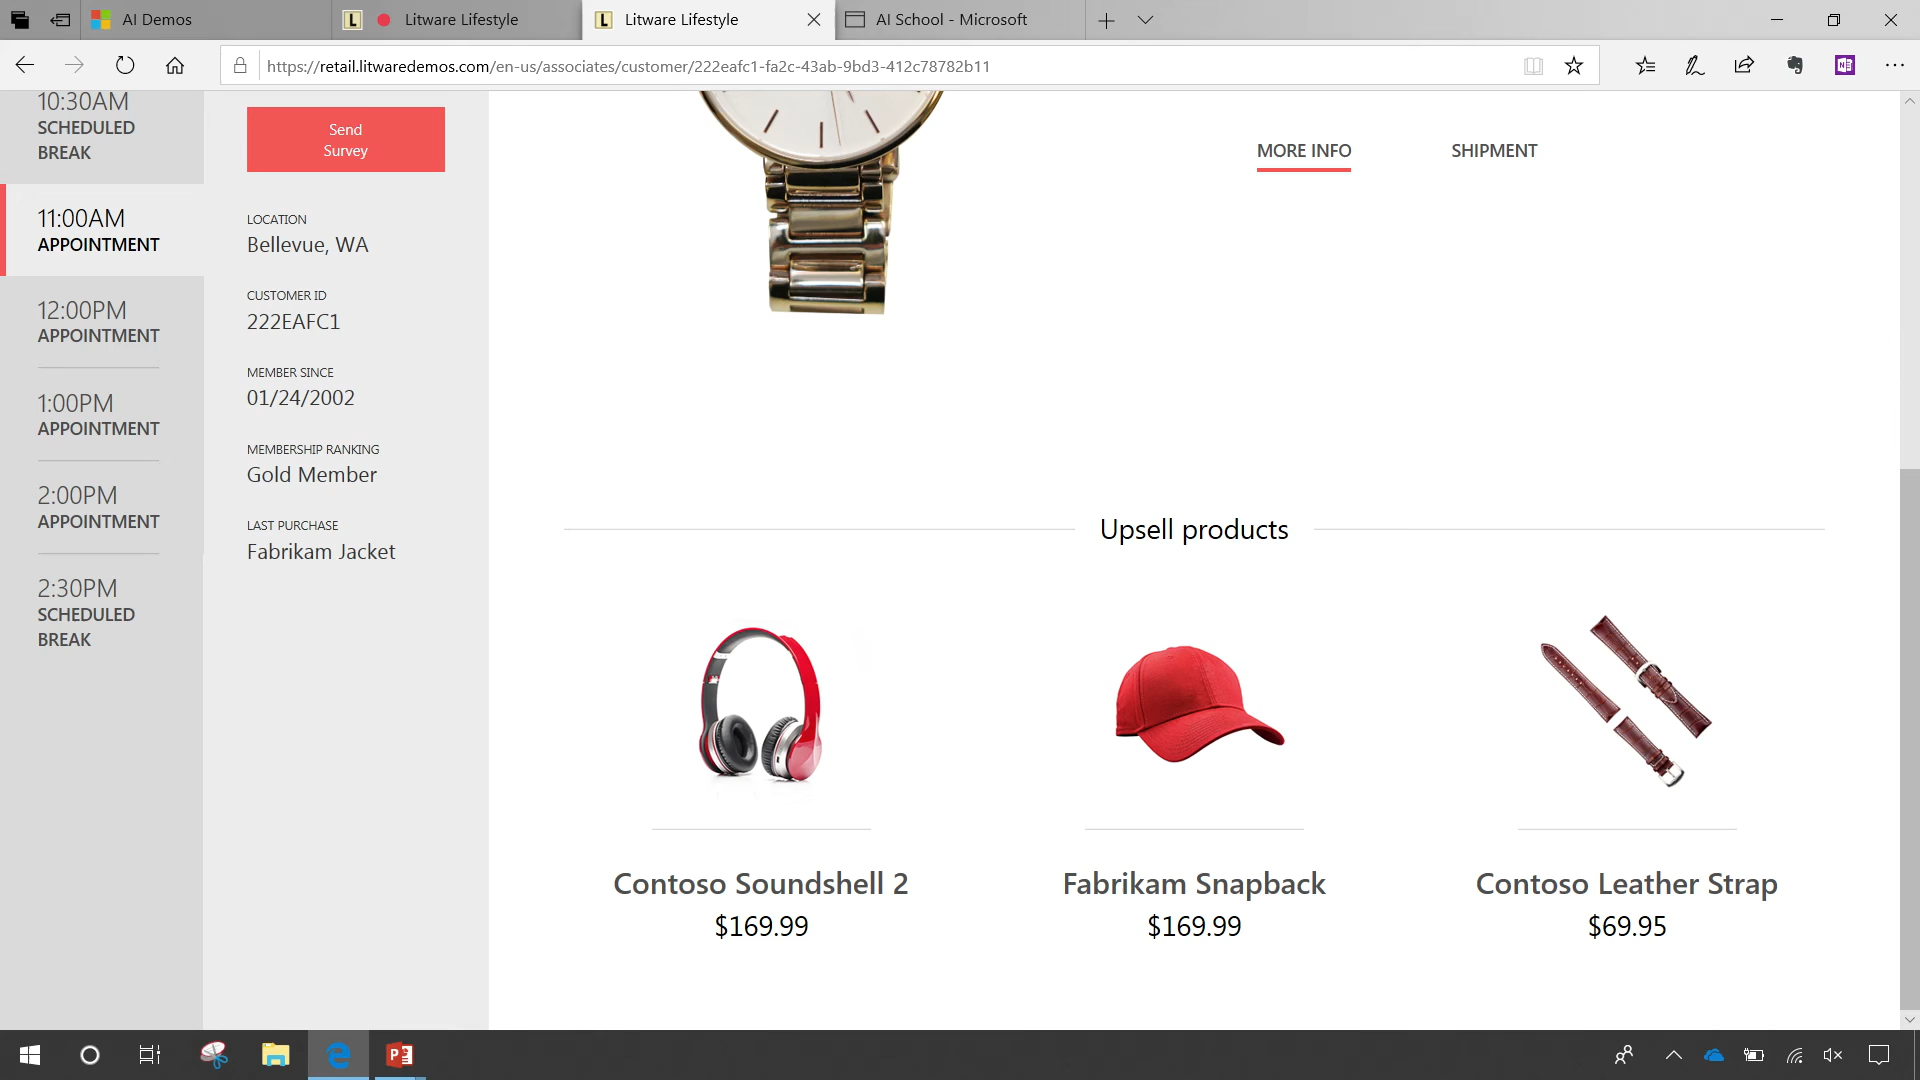 AI Demos
Litware Lifestyle
Litware Lifestyle
AI School - Microsoft
https://retail.litwaredemos.com/en-us/associates/customer/222eafc1-fa2c-43ab-9bd3-412c78782b11
10:30AM
SCHEDULED
BREAK
11:00AM
APPOINTMENT
12:00PM
APPOINTMENT
1:00PM
APPOINTMENT
2:00PM
APPOINTMENT
2:30PM
SCHEDULED
BREAK
Send
Survey
LOCATION
Bellevue, WA
CUSTOMER ID
222EAFC1
MEMBER SINCE
01/24/2002
MEMBERSHIP RANKING
Gold Member
LAST PURCHASE
Fabrikam Jacket
MORE INFO
SHIPMENT
Upsell products
Contoso Soundshell 2
$169.99
Fabrikam Snapback
$169.99
Contoso Leather Strap
$69.95